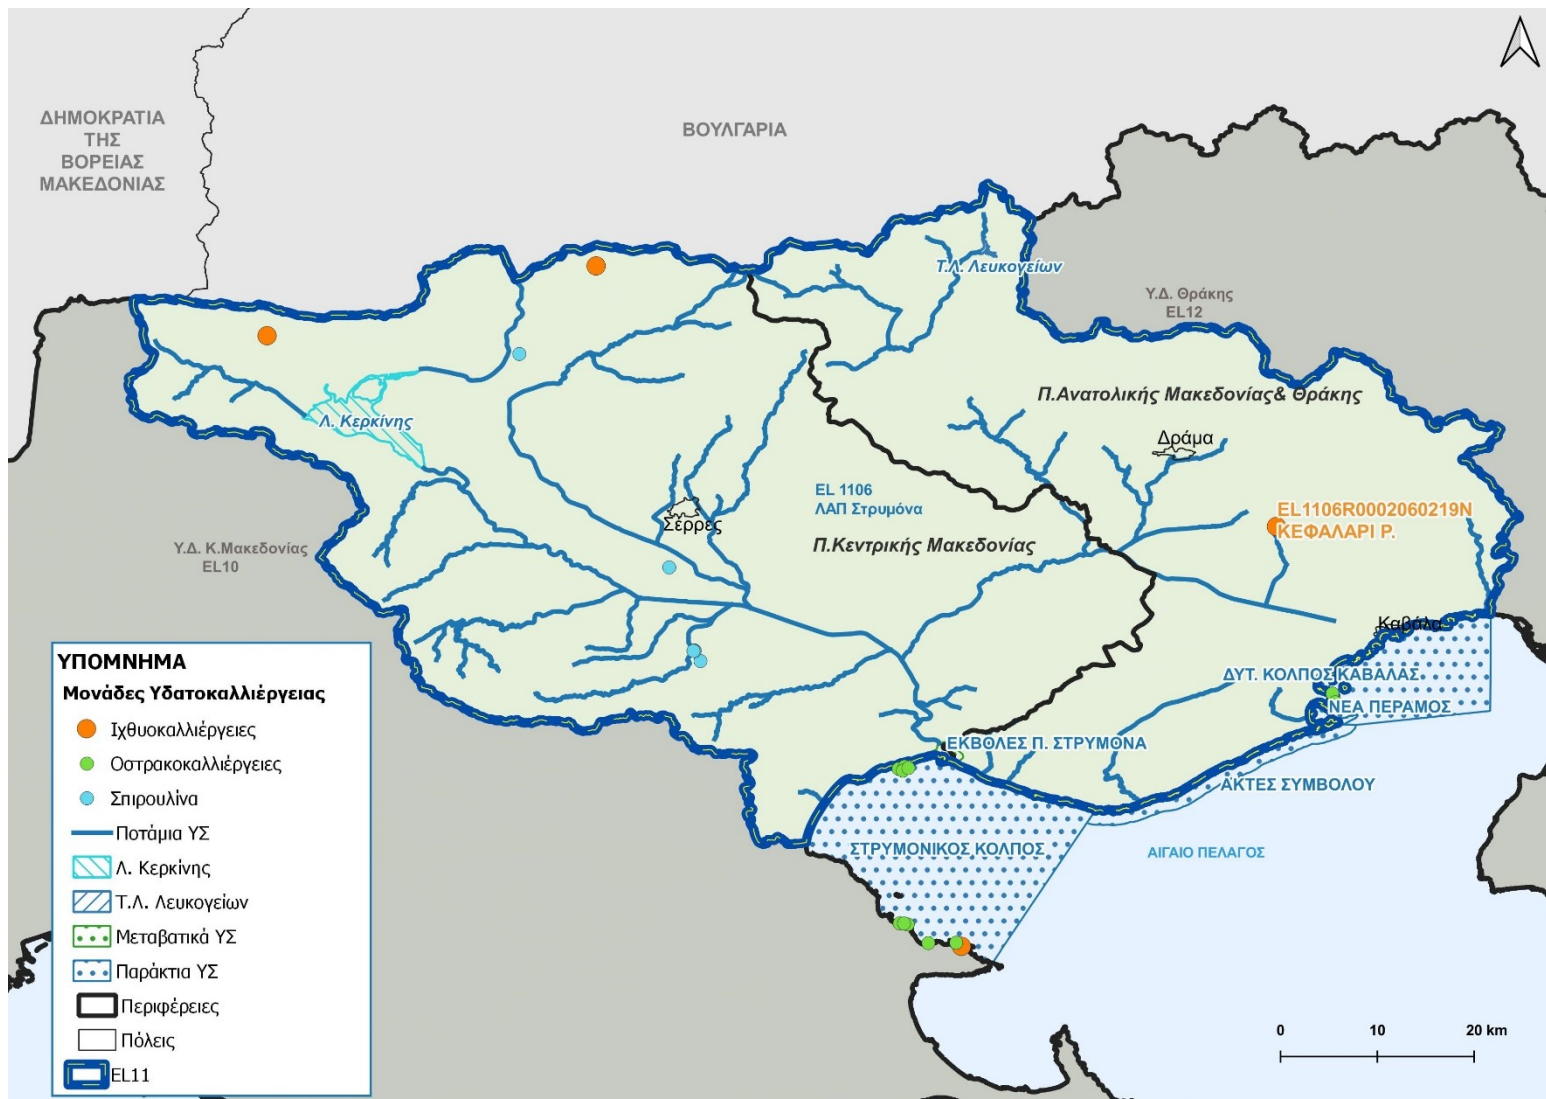 ΔΗΜΟΚΡΑΤΙΑ
ΤΗΣ
ΒΟΡΕΙΑΣ
ΜΑΚΕΔΟΝΙΑΣ
ΒΟΥΛΓΑΡΙΑ
Τ.Λ. Λευκογείων
Υ.Δ. Θράκης
EL12
Π.Ανατολικής Μακεδονίας& Θράκης
Λ. Κερκίνης
Δράμα
EL 1106
ΛΑΠ Στρυμόνα
Σέρρες
Π.Κεντρικής Μακεδονίας
EL1106R0002060219N
ΚΕΦΑΛΑΡΙ Ρ.
Υ.Δ. Κ.Μακεδονίας
EL10
Καβάλα
ΔΥΤ. ΚΟΛΠΟΣ ΚΑΒΑΛΑΣ
ΝΕΑ ΠΕΡΑΜΟΣ
ΕΚΒΟΛΕΣ Π. ΣΤΡΥΜΟΝΑ
ΑΚΤΕΣ ΣΥΜΒΟΛΟΥ
ΣΤΡΥΜΟΝΙΚΟΣ ΚΟΛΠΟΣ
ΑΙΓΑΙΟ ΠΕΛΑΓΟΣ
ΥΠΟΜΝΗΜΑ
Μονάδες Υδατοκαλλιέργειας
Ιχθυοκαλλιέργειες
Οστρακοκαλλιέργειες
Σπιρουλίνα
Ποτάμια ΥΣ
Λ. Κερκίνης
Τ.Λ. Λευκογείων
Μεταβατικά ΥΣ
Παράκτια ΥΣ
Περιφέρειες
Πόλεις
EL11
0 10 20 km